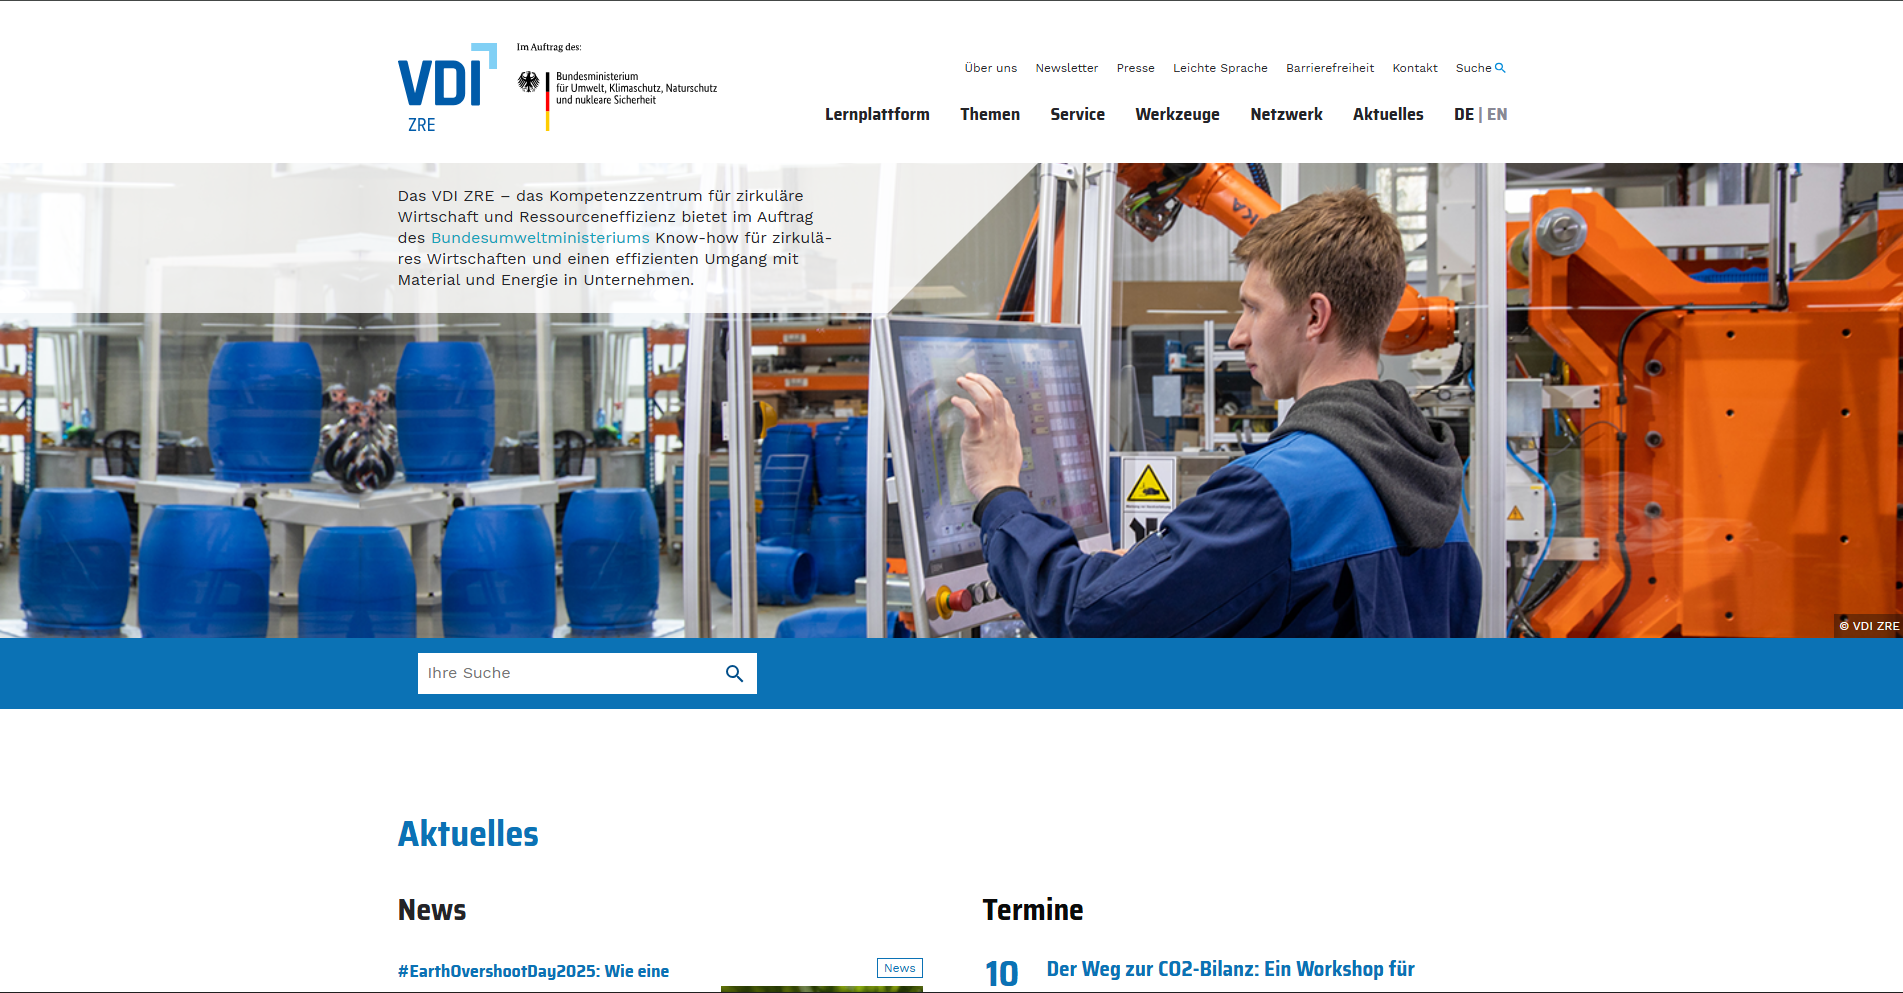 VDI
ZRE
Im Auftrag des:
Bundesministerium
für Umwelt, Klimaschutz, Naturschutz
und nukleare Sicherheit
Über uns Newsletter Presse Leichte Sprache Barrierefreiheit Kontakt Suche
Lernplattform Themen Service Werkzeuge Netzwerk Aktuelles DE | EN
Das VDI ZRE – das Kompetenzzentrum für zirkuläre
Wirtschaft und Ressourceneffizienz bietet im Auftrag
des Bundesumweltministeriums Know-how für zirkulä-
res Wirtschaften und einen effizienten Umgang mit
Material und Energie in Unternehmen.
KUKA
© VDI ZRE
Ihre Suche
Aktuelles
News
Termine
#EarthOvershootDay2025: Wie eine
News
10
Der Weg zur CO2-Bilanz: Ein Workshop für